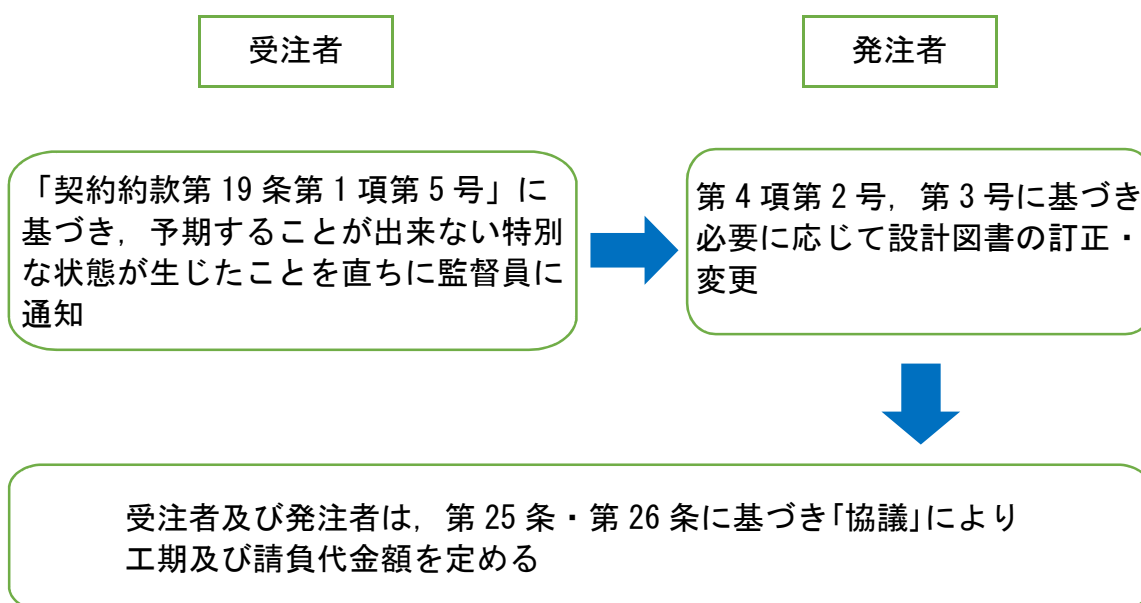 受注者
発注者
「契約約款第 19 条第 1 項第 5 号」に
基づき，予期することが出来ない特別
な状態が生じたことを直ちに監督員に
通知
第 4 項第 2 号，第 3 号に基づき
必要に応じて設計図書の訂正・
変更
受注者及び発注者は，第 25 条・第 26 条に基づき｢協議｣により
工期及び請負代金額を定める